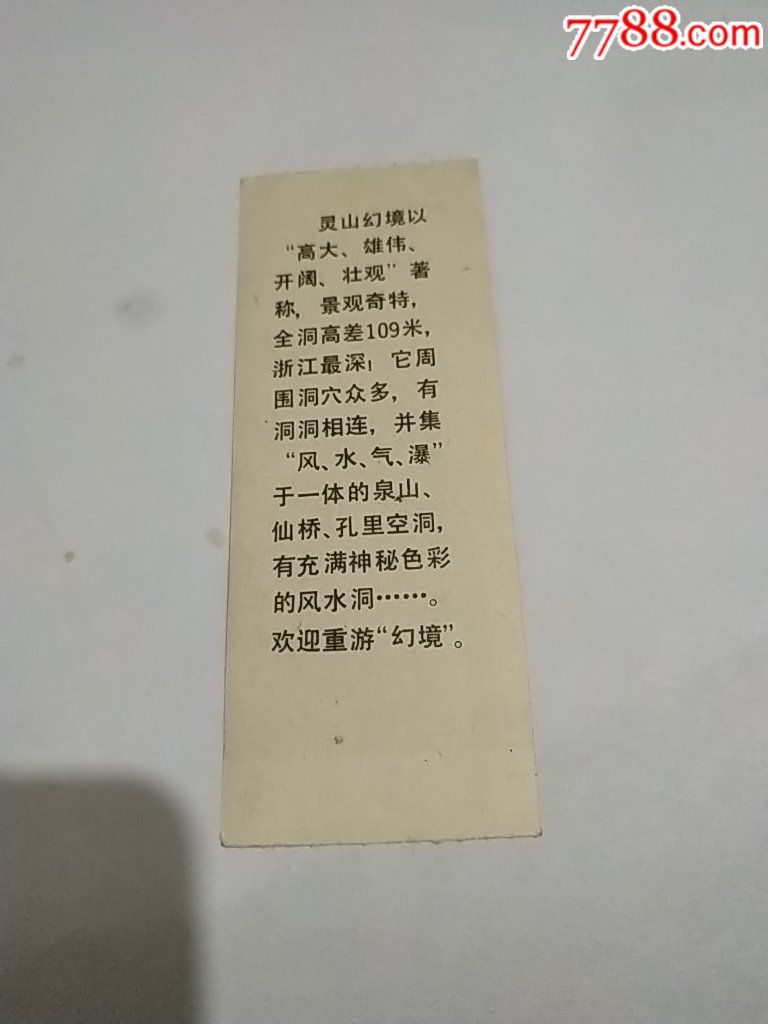 7788.com
灵山幻境以
“高大、雄伟、
开阔、壮观”著
称，景观奇特，
全洞高差109米，
浙江最深；它周
围洞穴众多，有
洞洞相连，并集
“风、水、气、瀑”
于一体的泉山、
仙桥、孔里空洞，
有充满神秘色彩
的风水洞……。
欢迎重游“幻境”。